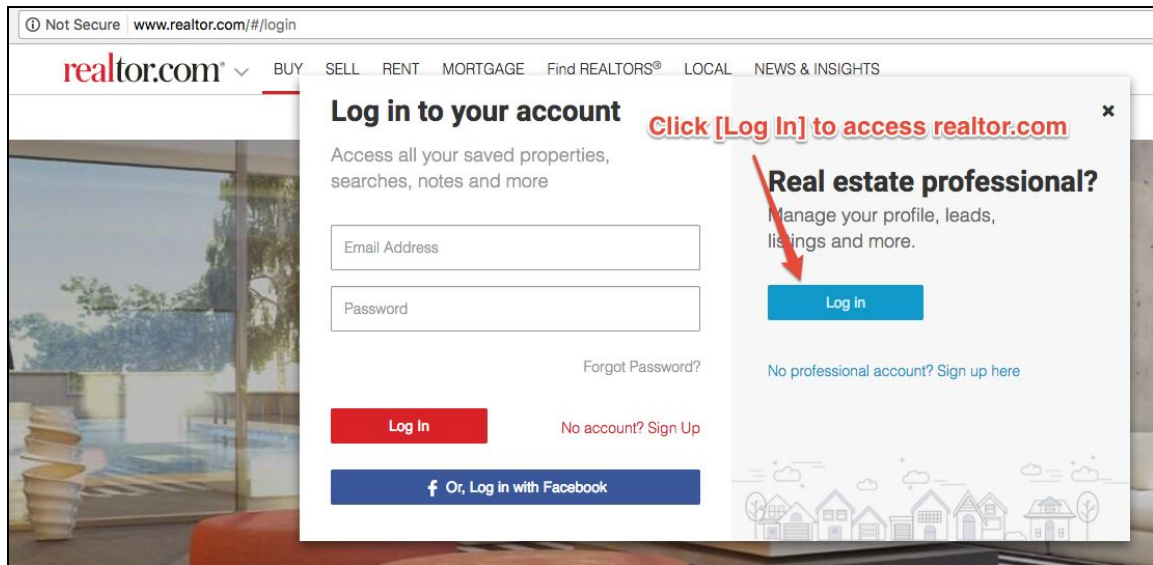 Not Secure www.realtor.com/#/login
realtor.com® BUY SELL RENT MORTGAGE Find REALTORS® LOCAL NEWS & INSIGHTS
Log in to your account
Access all your saved properties,
searches, notes and more
Email Address
Password
Forgot Password?
Log In No account? Sign Up
f Or, Log in with Facebook
Click [Log In] to access realtor.com
×
Real estate professional?
Manage your profile, leads,
listings and more.
Log in
No professional account? Sign up here